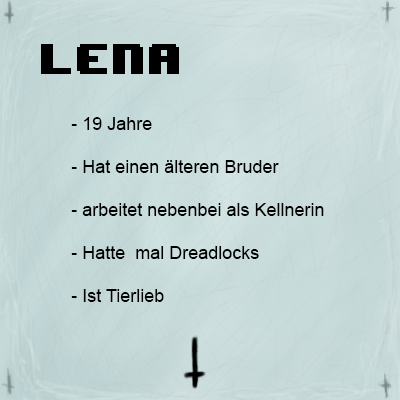 LENA
- 19 Jahre
- Hat einen älteren Bruder
- arbeitet nebenbei als Kellnerin
- Hatte  mal Dreadlocks
- Ist Tierlieb